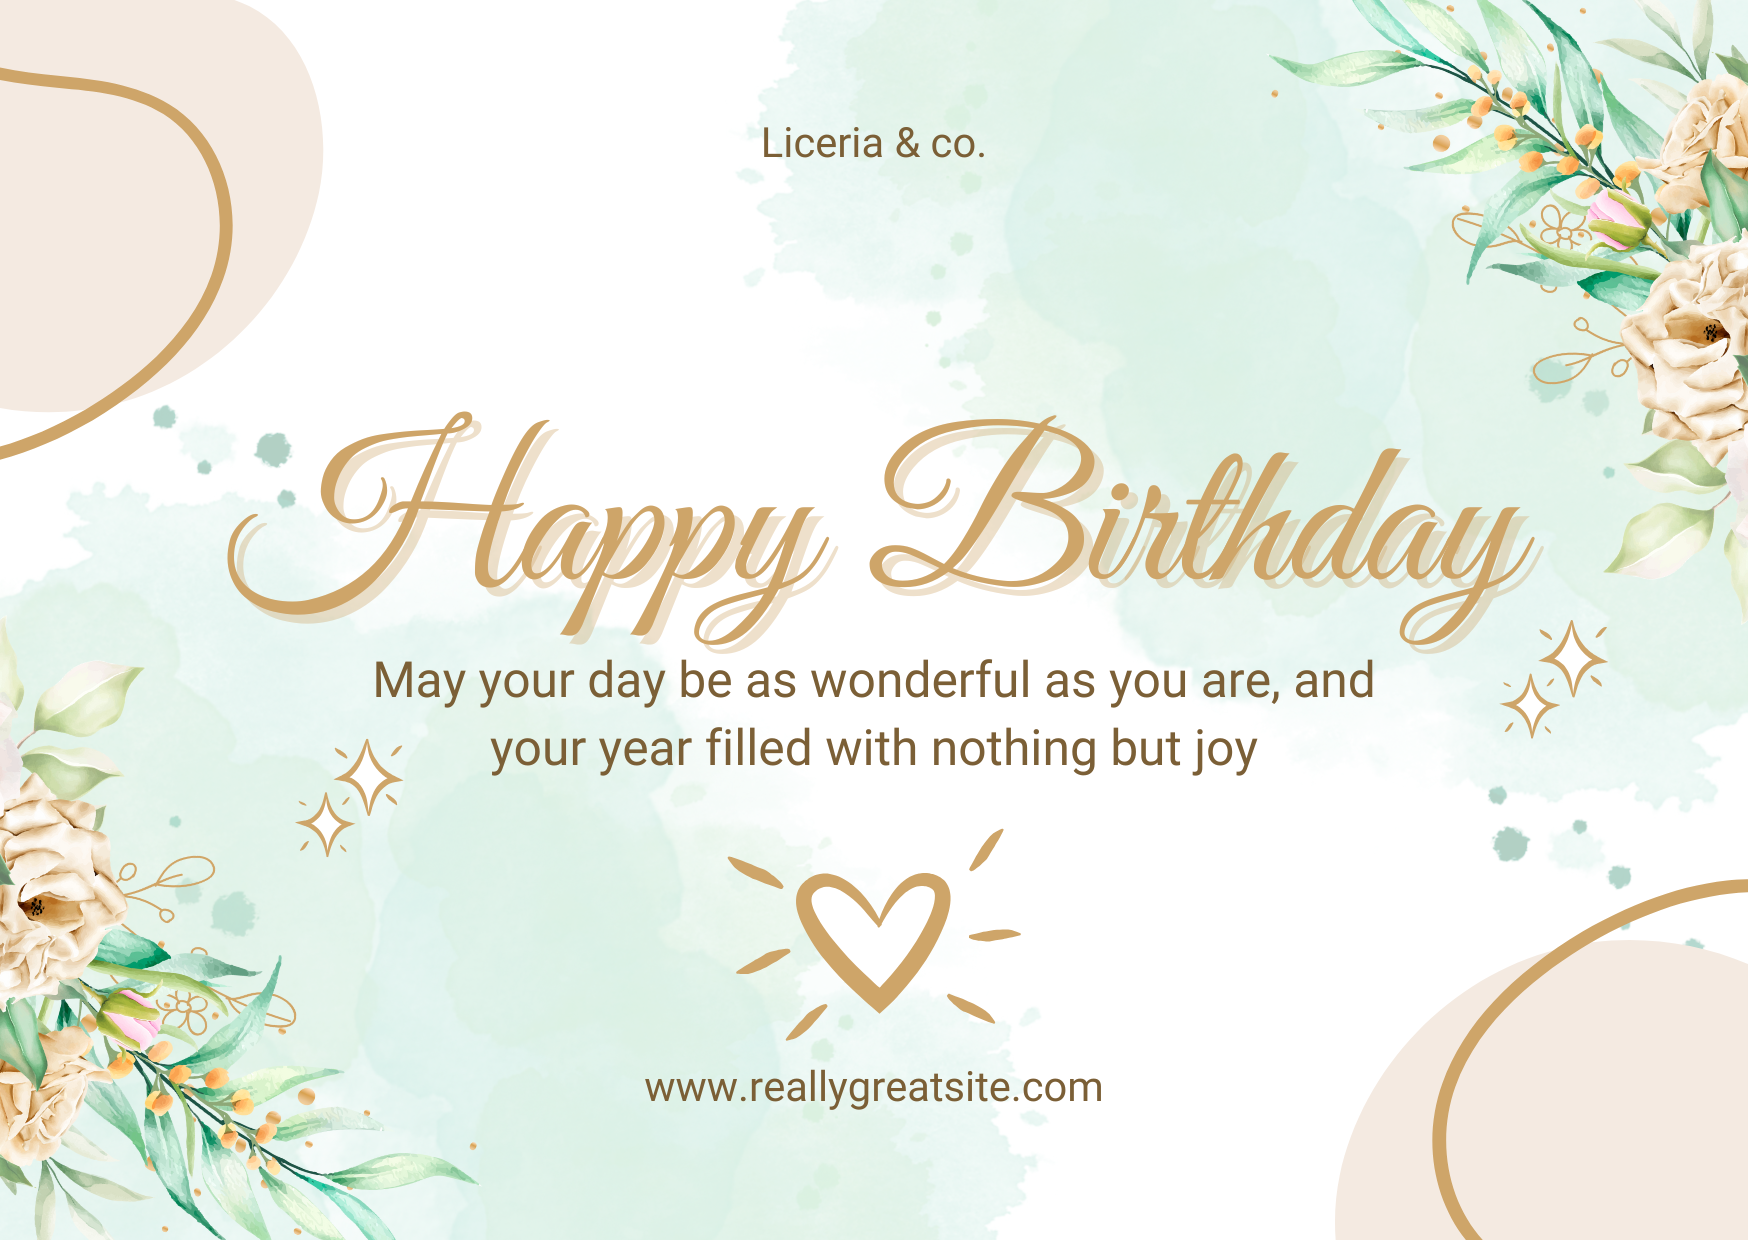 Liceria & co.
Happy Birthday
May your day be as wonderful as you are, and
your year filled with nothing but joy
www.reallygreatsite.com